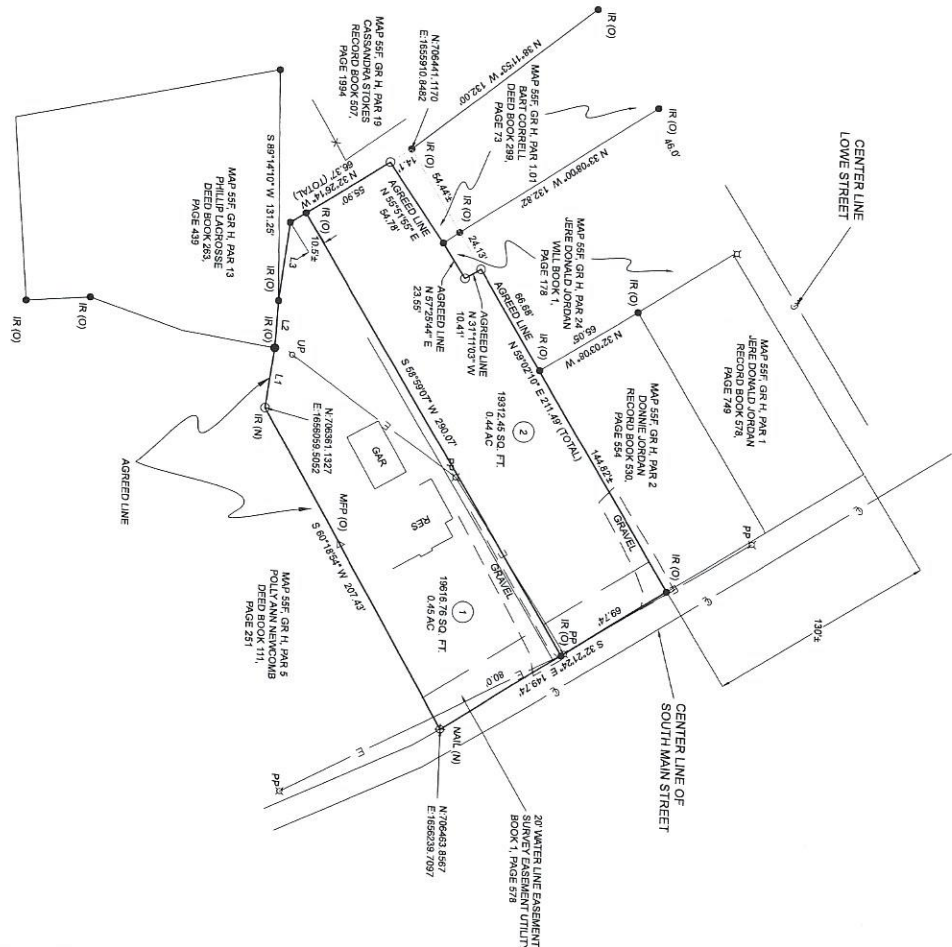 CENTER LINE
LOWE STREET
IR (O)
N 38°11'53" W 132.00'
MAP 55F, GR H, PAR 1.01
BART CORRELL
DEED BOOK 299,
PAGE 73
IR (O)
46.0'
N 33°08'00" W 132.82'
N:706441.1170
E:1655910.8482
MAP 55F, GR H, PAR 19
CASSANDRA STOKES
RECORD BOOK 507,
PAGE 1994
IR (O)
14.1'
54.44'±
IR (O)
24.13'
MAP 55F, GR H, PAR 24
JERE DONALD JORDAN
WILL BOOK 1,
PAGE 178
IR (O)
MAP 55F, GR H, PAR 1
JERE DONALD JORDAN
RECORD BOOK 578,
PAGE 749
MAP 55F, GR H, PAR 2
DONNIE JORDAN
RECORD BOOK 530,
PAGE 554
N 32°03'08" W
65.05'
IR (O)
AGREED LINE
N 55°51'55" E
54.78'
AGREED LINE
N 57°25'44" E
23.55'
AGREED LINE
N 31°11'03" W
10.41'
66.68'
AGREED LINE
N 59°02'10" E 211.49' (TOTAL)
144.82'±
N 32°26'14" W
66.37' (TOTAL)
55.90'
IR (O)
10.5'±
L3
S 89°14'10" W 131.25'
IR (O)
L2
IR (O)
L1
UP
MAP 55F, GR H, PAR 13
PHILLIP LACROSSE
DEED BOOK 263,
PAGE 439
IR (O)
IR (O)
2
19312.45 SQ. FT.
0.44 AC
S 58°59'07" W 290.07'
PP
E
GAR
RES
GRAVEL
GRAVEL
1
19616.76 SQ. FT.
0.45 AC
N:706361.1327
E:1656059.5052
IR (N)
AGREED LINE
MFP (O)
S 60°18'54" W 207.43'
MAP 55F, GR H, PAR 5
POLLY ANN NEWCOMB
DEED BOOK 111,
PAGE 251
PP
IR (O)
E
69.74'
PP
IR (O)
S 32°21'24" E 149.74'
80.0'
E
E
NAIL (N)
PP
130'±
CENTER LINE OF
SOUTH MAIN STREET
20' WATER LINE EASEMENT
SURVEY EASEMENT UTILITY
BOOK 1, PAGE 578
N:706463.8567
E:1656239.7097